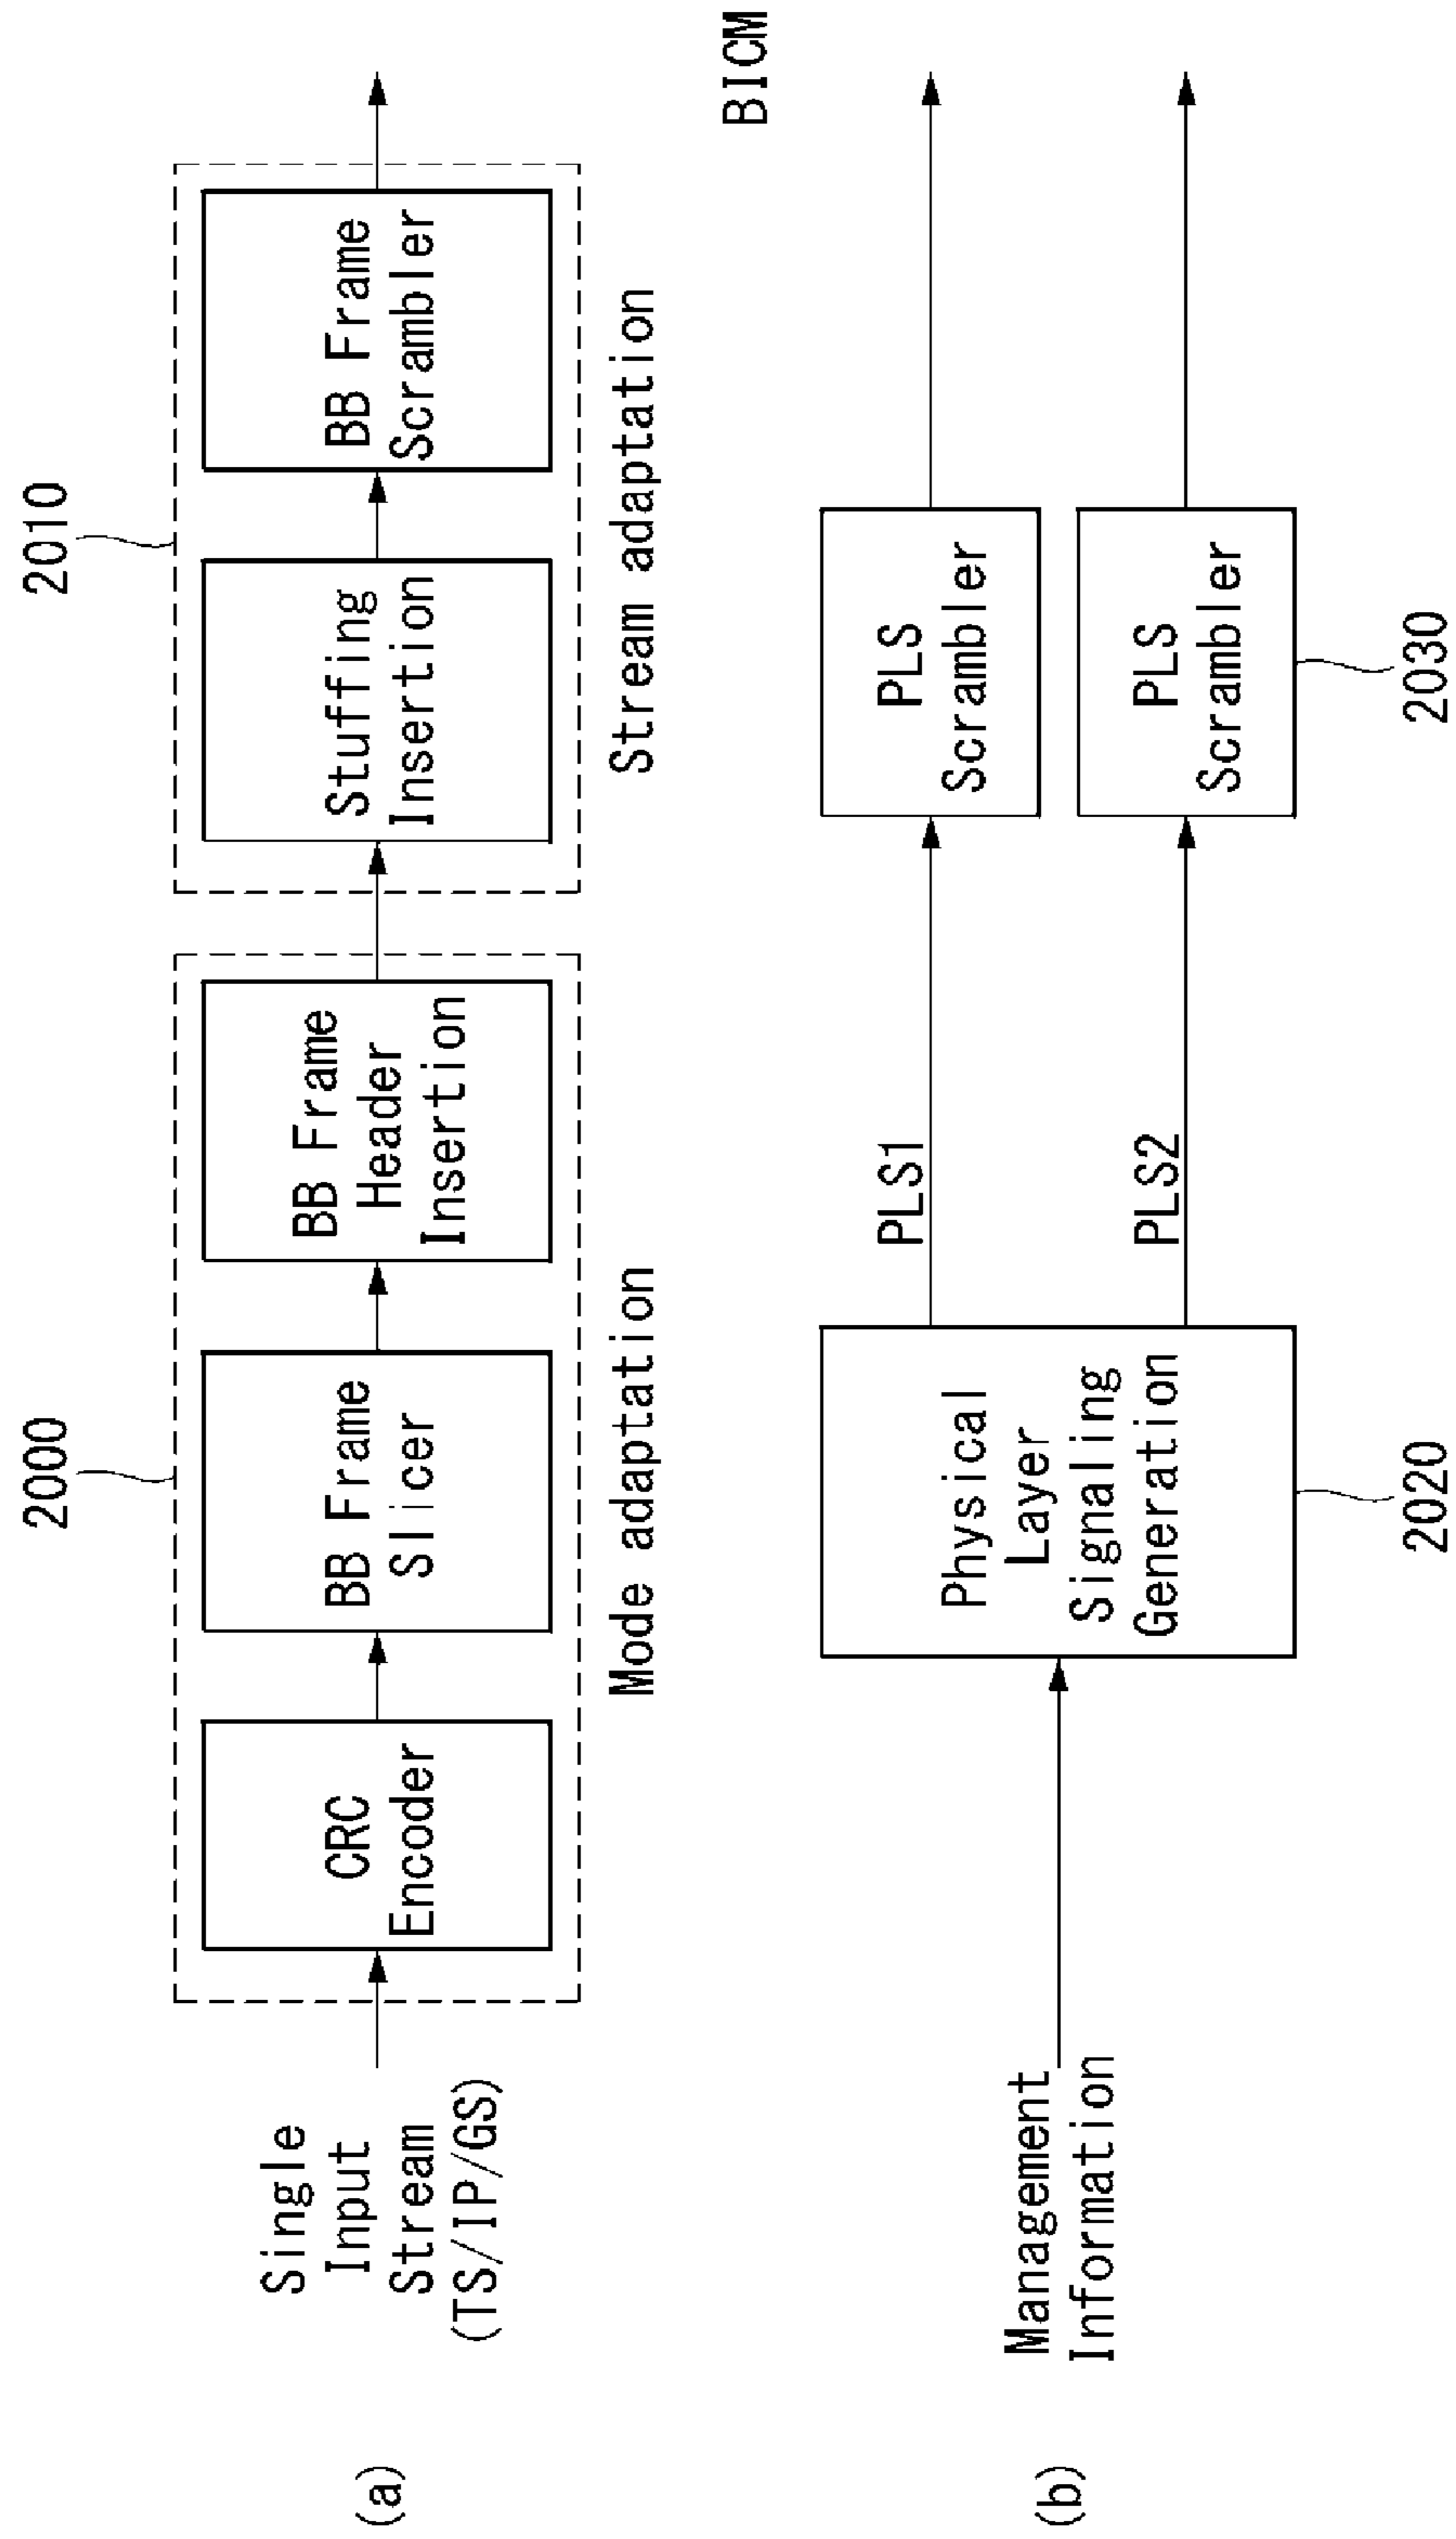 2000
2010
(a)
Single
Input
Stream
(TS/IP/GS)
CRC
Encoder
BB Frame
Slicer
BB Frame
Header
Insertion
Stuffing
Insertion
BB Frame
Scrambler
Mode adaptation
Stream adaptation
BICM
(b)
Management
Information
Physical
Layer
Signaling
Generation
PLS1
PLS2
PLS
Scrambler
PLS
Scrambler
2020
2030